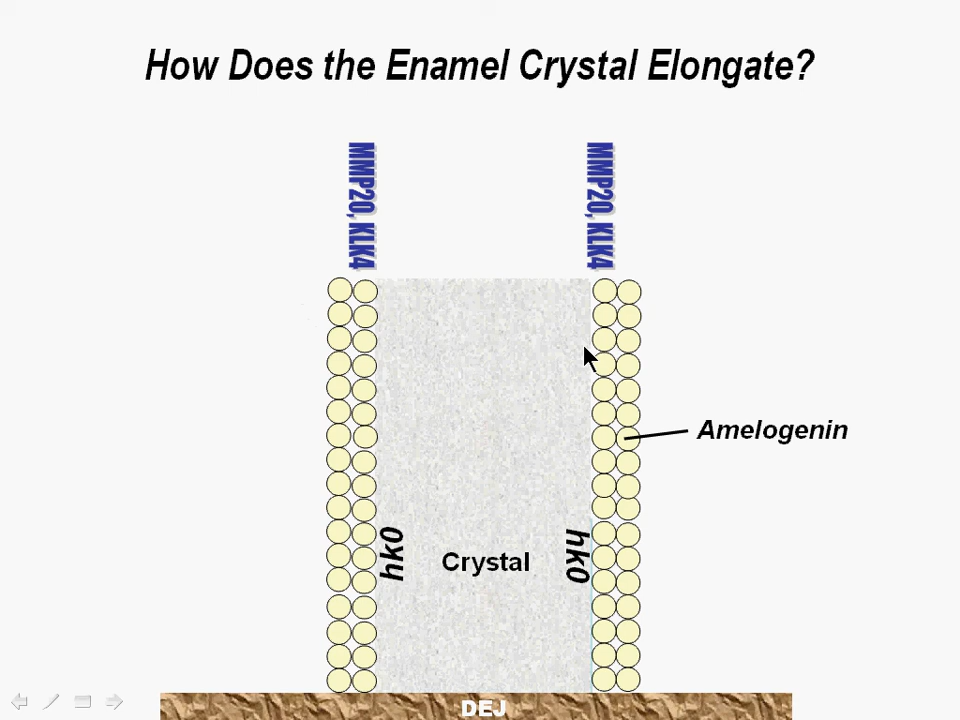 How Does the Enamel Crystal Elongate?
MMP20, KLK4
MMP20, KLK4
Amelogenin
hk0
hk0
Crystal
DEJ